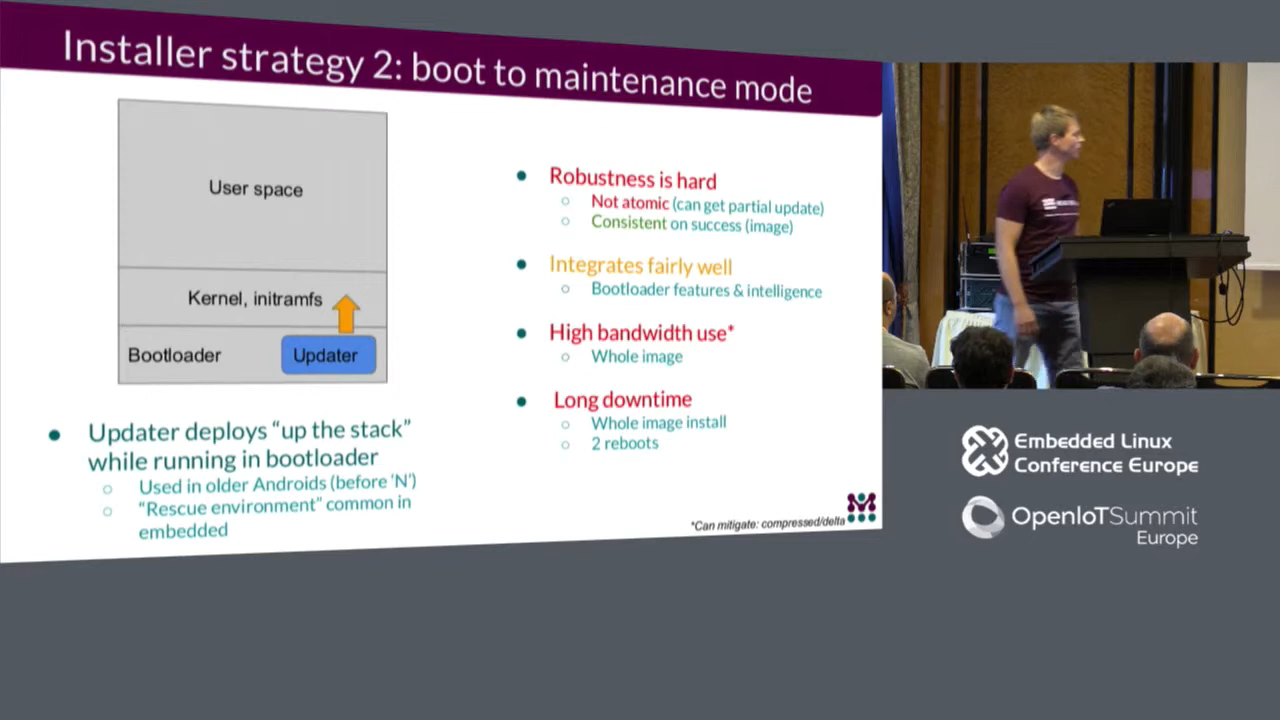 Installer strategy 2: boot to maintenance mode
User space
Kernel, initramfs
Bootloader
Updater
Updater deploys “up the stack”
while running in bootloader
Used in older Androids (before ‘N’)
“Rescue environment” common in
embedded
Robustness is hard
Not atomic (can get partial update)
Consistent on success (image)
Integrates fairly well
Bootloader features & intelligence
High bandwidth use*
Whole image
Long downtime
Whole image install
2 reboots
*Can mitigate: compressed/delta
Embedded Linux
Conference Europe
OpenIoTSummit
Europe